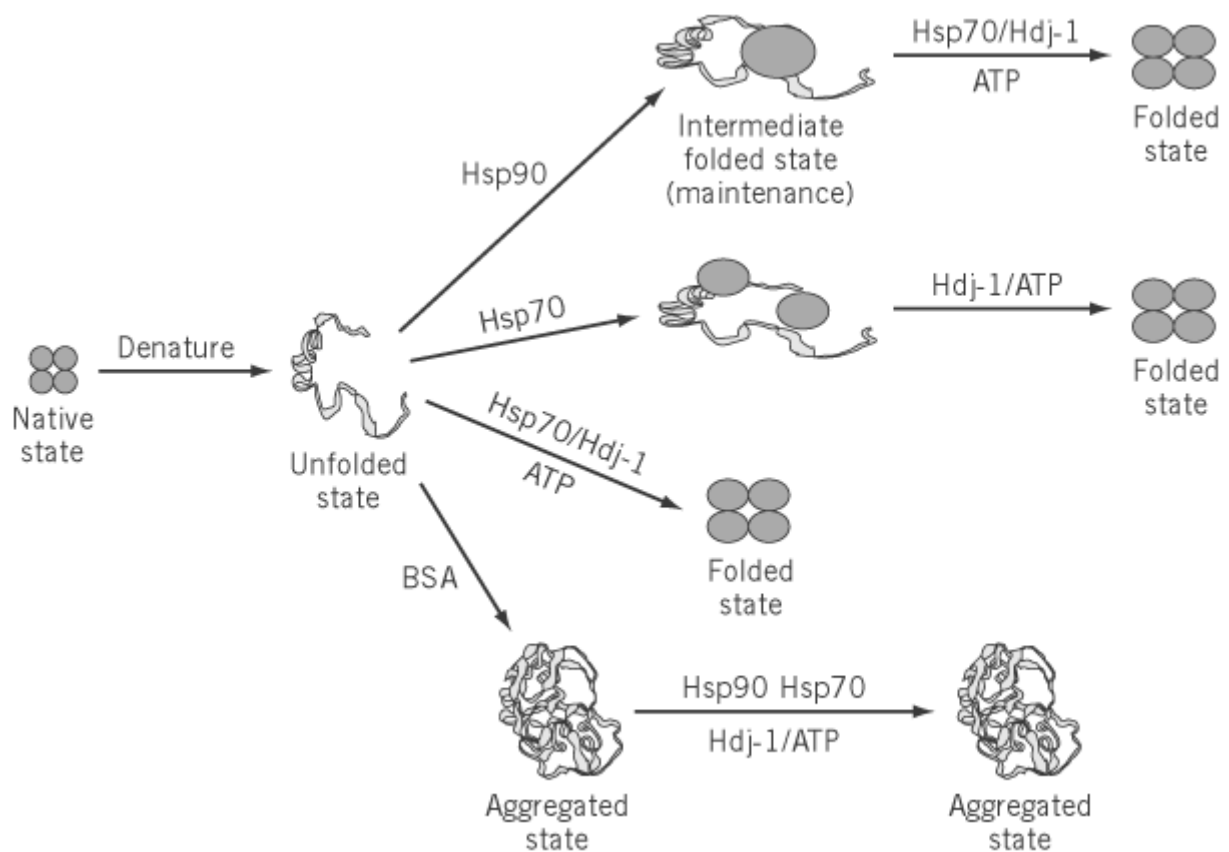 Hsp70/Hdj-1
ATP
Folded
state
Intermediate
folded state
(maintenance)
Hsp90
Hsp70
Hdj-1/ATP
Folded
state
Denature
Native
state
Unfolded
state
Hsp70/Hdj-1
ATP
Folded
state
BSA
Hsp90 Hsp70
Hdj-1/ATP
Aggregated
state
Aggregated
state